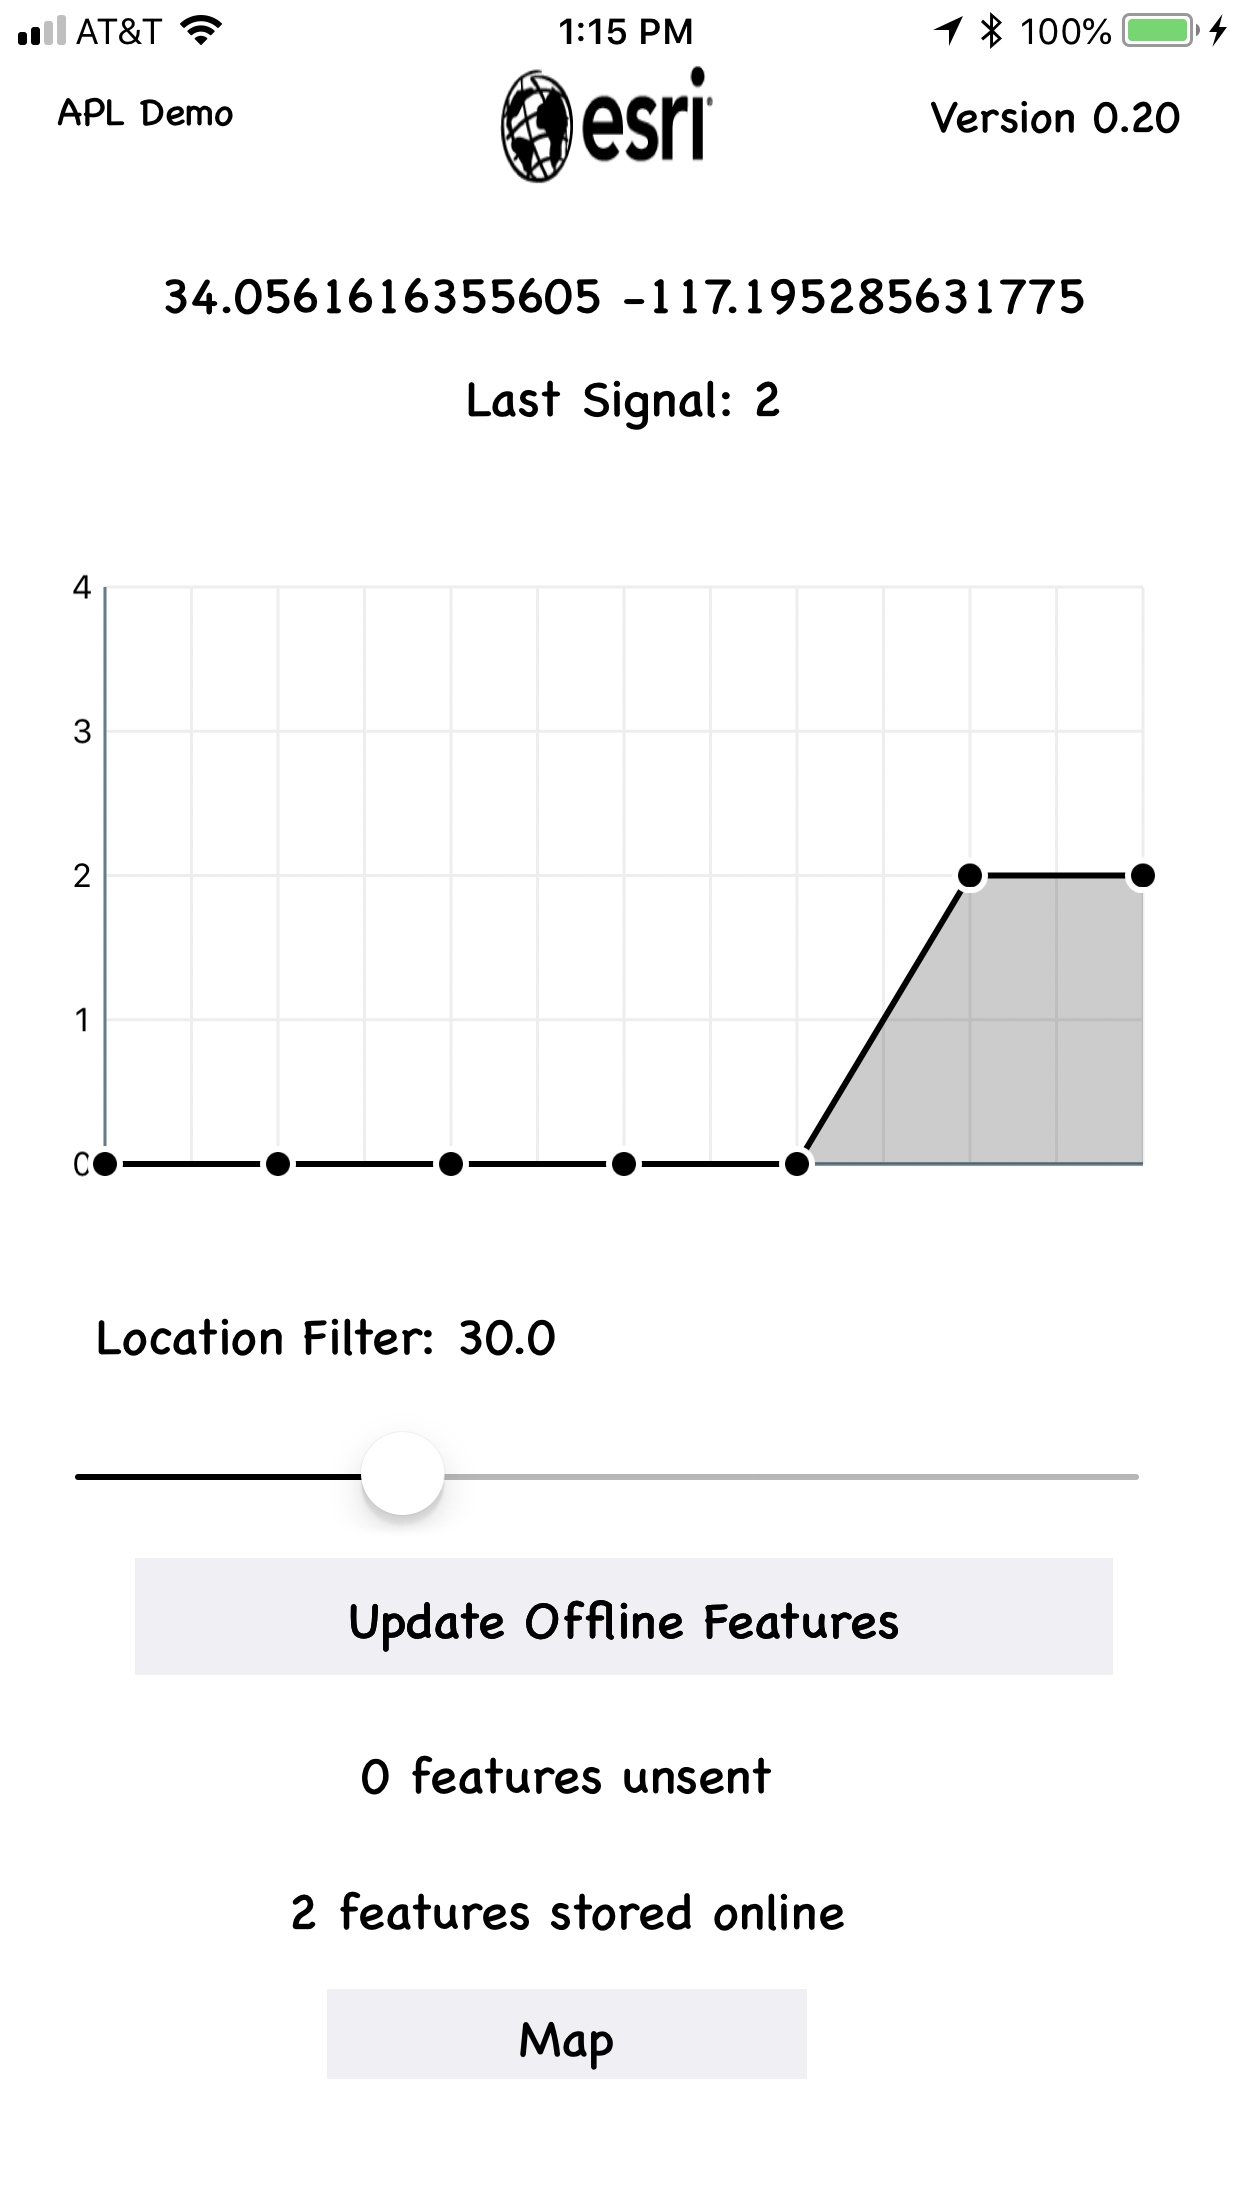 AT&T 1:15 PM 100%
APL Demo esri Version 0.20
34.0561616355605 -117.195285631775
Last Signal: 2
4
3
2
1
0
Location Filter: 30.0
Update Offline Features
0 features unsent
2 features stored online
Map